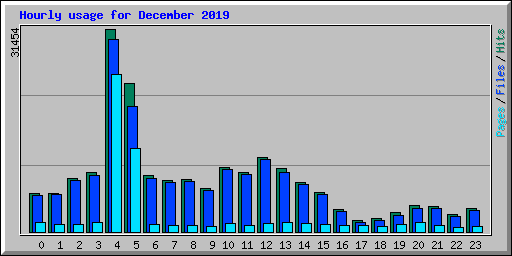 Hourly usage for December 2019
31454
Pages/Files/Hits
0 1 2 3 4 5 6 7 8 9 10 11 12 13 14 15 16 17 18 19 20 21 22 23